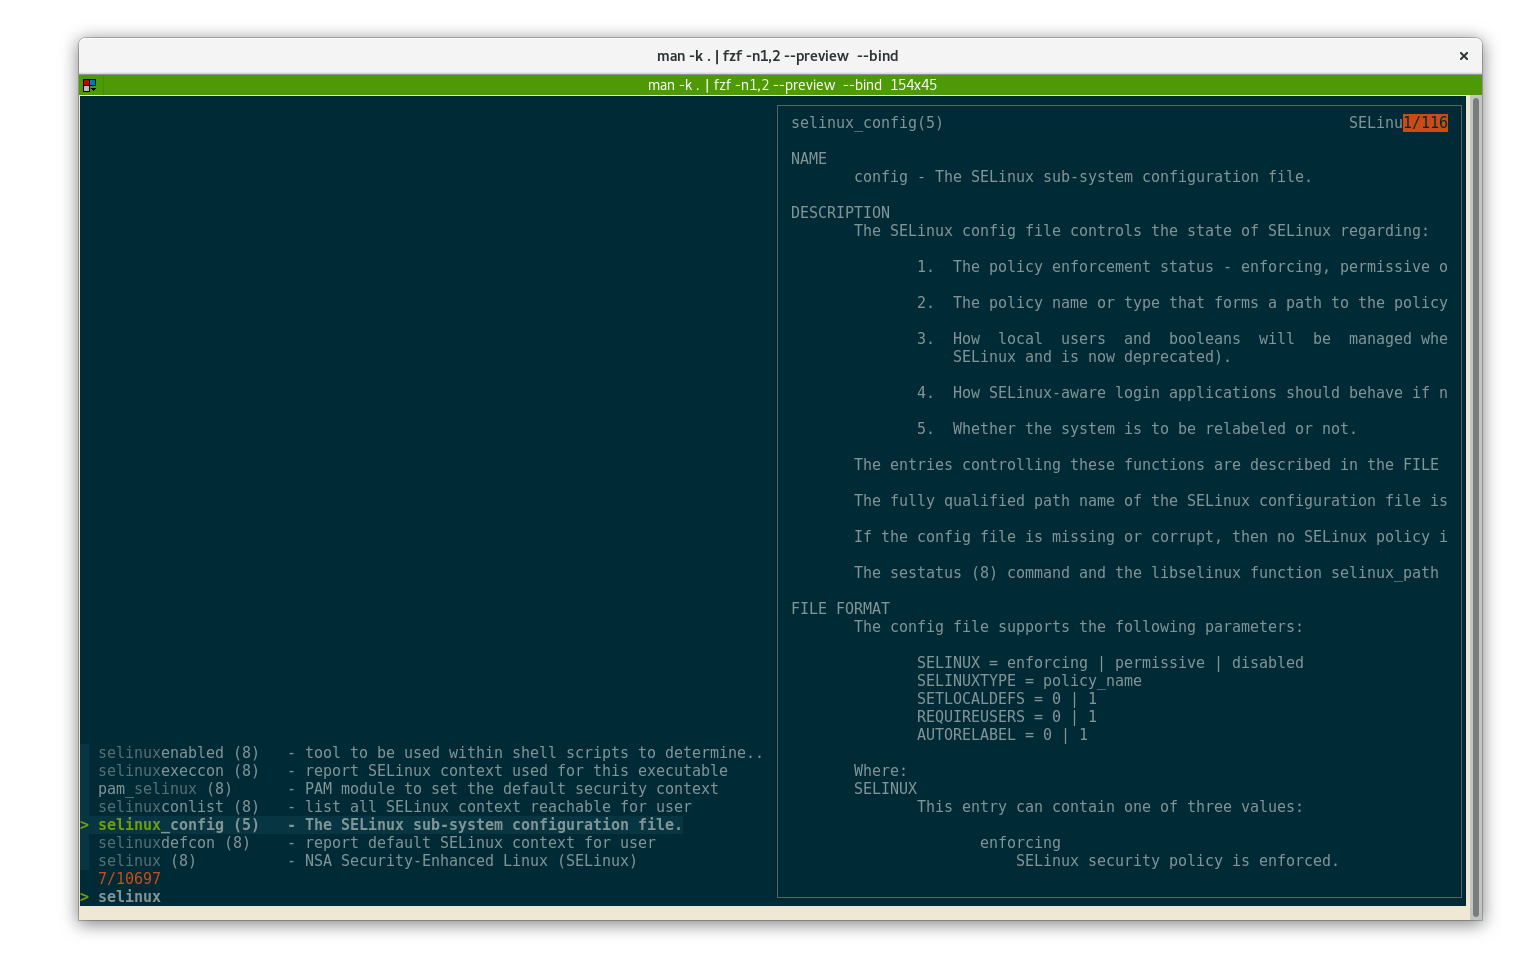 man -k . | fzf -n1,2 --preview  --bind
man -k . | fzf -n1,2 --preview  --bind  154x45
selinuxenabled (8)   - tool to be used within shell scripts to determine..
selinuxexeccon (8)   - report SELinux context used for this executable
pam_selinux (8)      - PAM module to set the default security context
selinuxconlist (8)   - list all SELinux context reachable for user
> selinux_config (5)   - The SELinux sub-system configuration file.
selinuxdefcon (8)    - report default SELinux context for user
selinux (8)          - NSA Security-Enhanced Linux (SELinux)
7/10697
> selinux
selinux_config(5) SELinu1/116
NAME
config - The SELinux sub-system configuration file.
DESCRIPTION
The SELinux config file controls the state of SELinux regarding:
1.  The policy enforcement status - enforcing, permissive o
2.  The policy name or type that forms a path to the policy
3.  How  local  users  and  booleans  will  be  managed whe
SELinux and is now deprecated).
4.  How SELinux-aware login applications should behave if n
5.  Whether the system is to be relabeled or not.
The entries controlling these functions are described in the FILE
The fully qualified path name of the SELinux configuration file is
If the config file is missing or corrupt, then no SELinux policy i
The sestatus (8) command and the libselinux function selinux_path
FILE FORMAT
The config file supports the following parameters:
SELINUX = enforcing | permissive | disabled
SELINUXTYPE = policy_name
SETLOCALDEFS = 0 | 1
REQUIREUSERS = 0 | 1
AUTORELABEL = 0 | 1
Where:
SELINUX
This entry can contain one of three values:
enforcing
SELinux security policy is enforced.